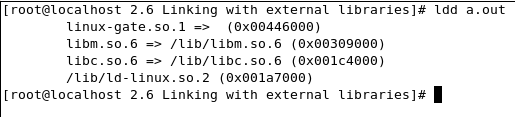 [root@localhost 2.6 Linking with external libraries]# ldd a.out
linux-gate.so.1 =>  (0x00446000)
libm.so.6 => /lib/libm.so.6 (0x00309000)
libc.so.6 => /lib/libc.so.6 (0x001c4000)
/lib/ld-linux.so.2 (0x001a7000)
[root@localhost 2.6 Linking with external libraries]#